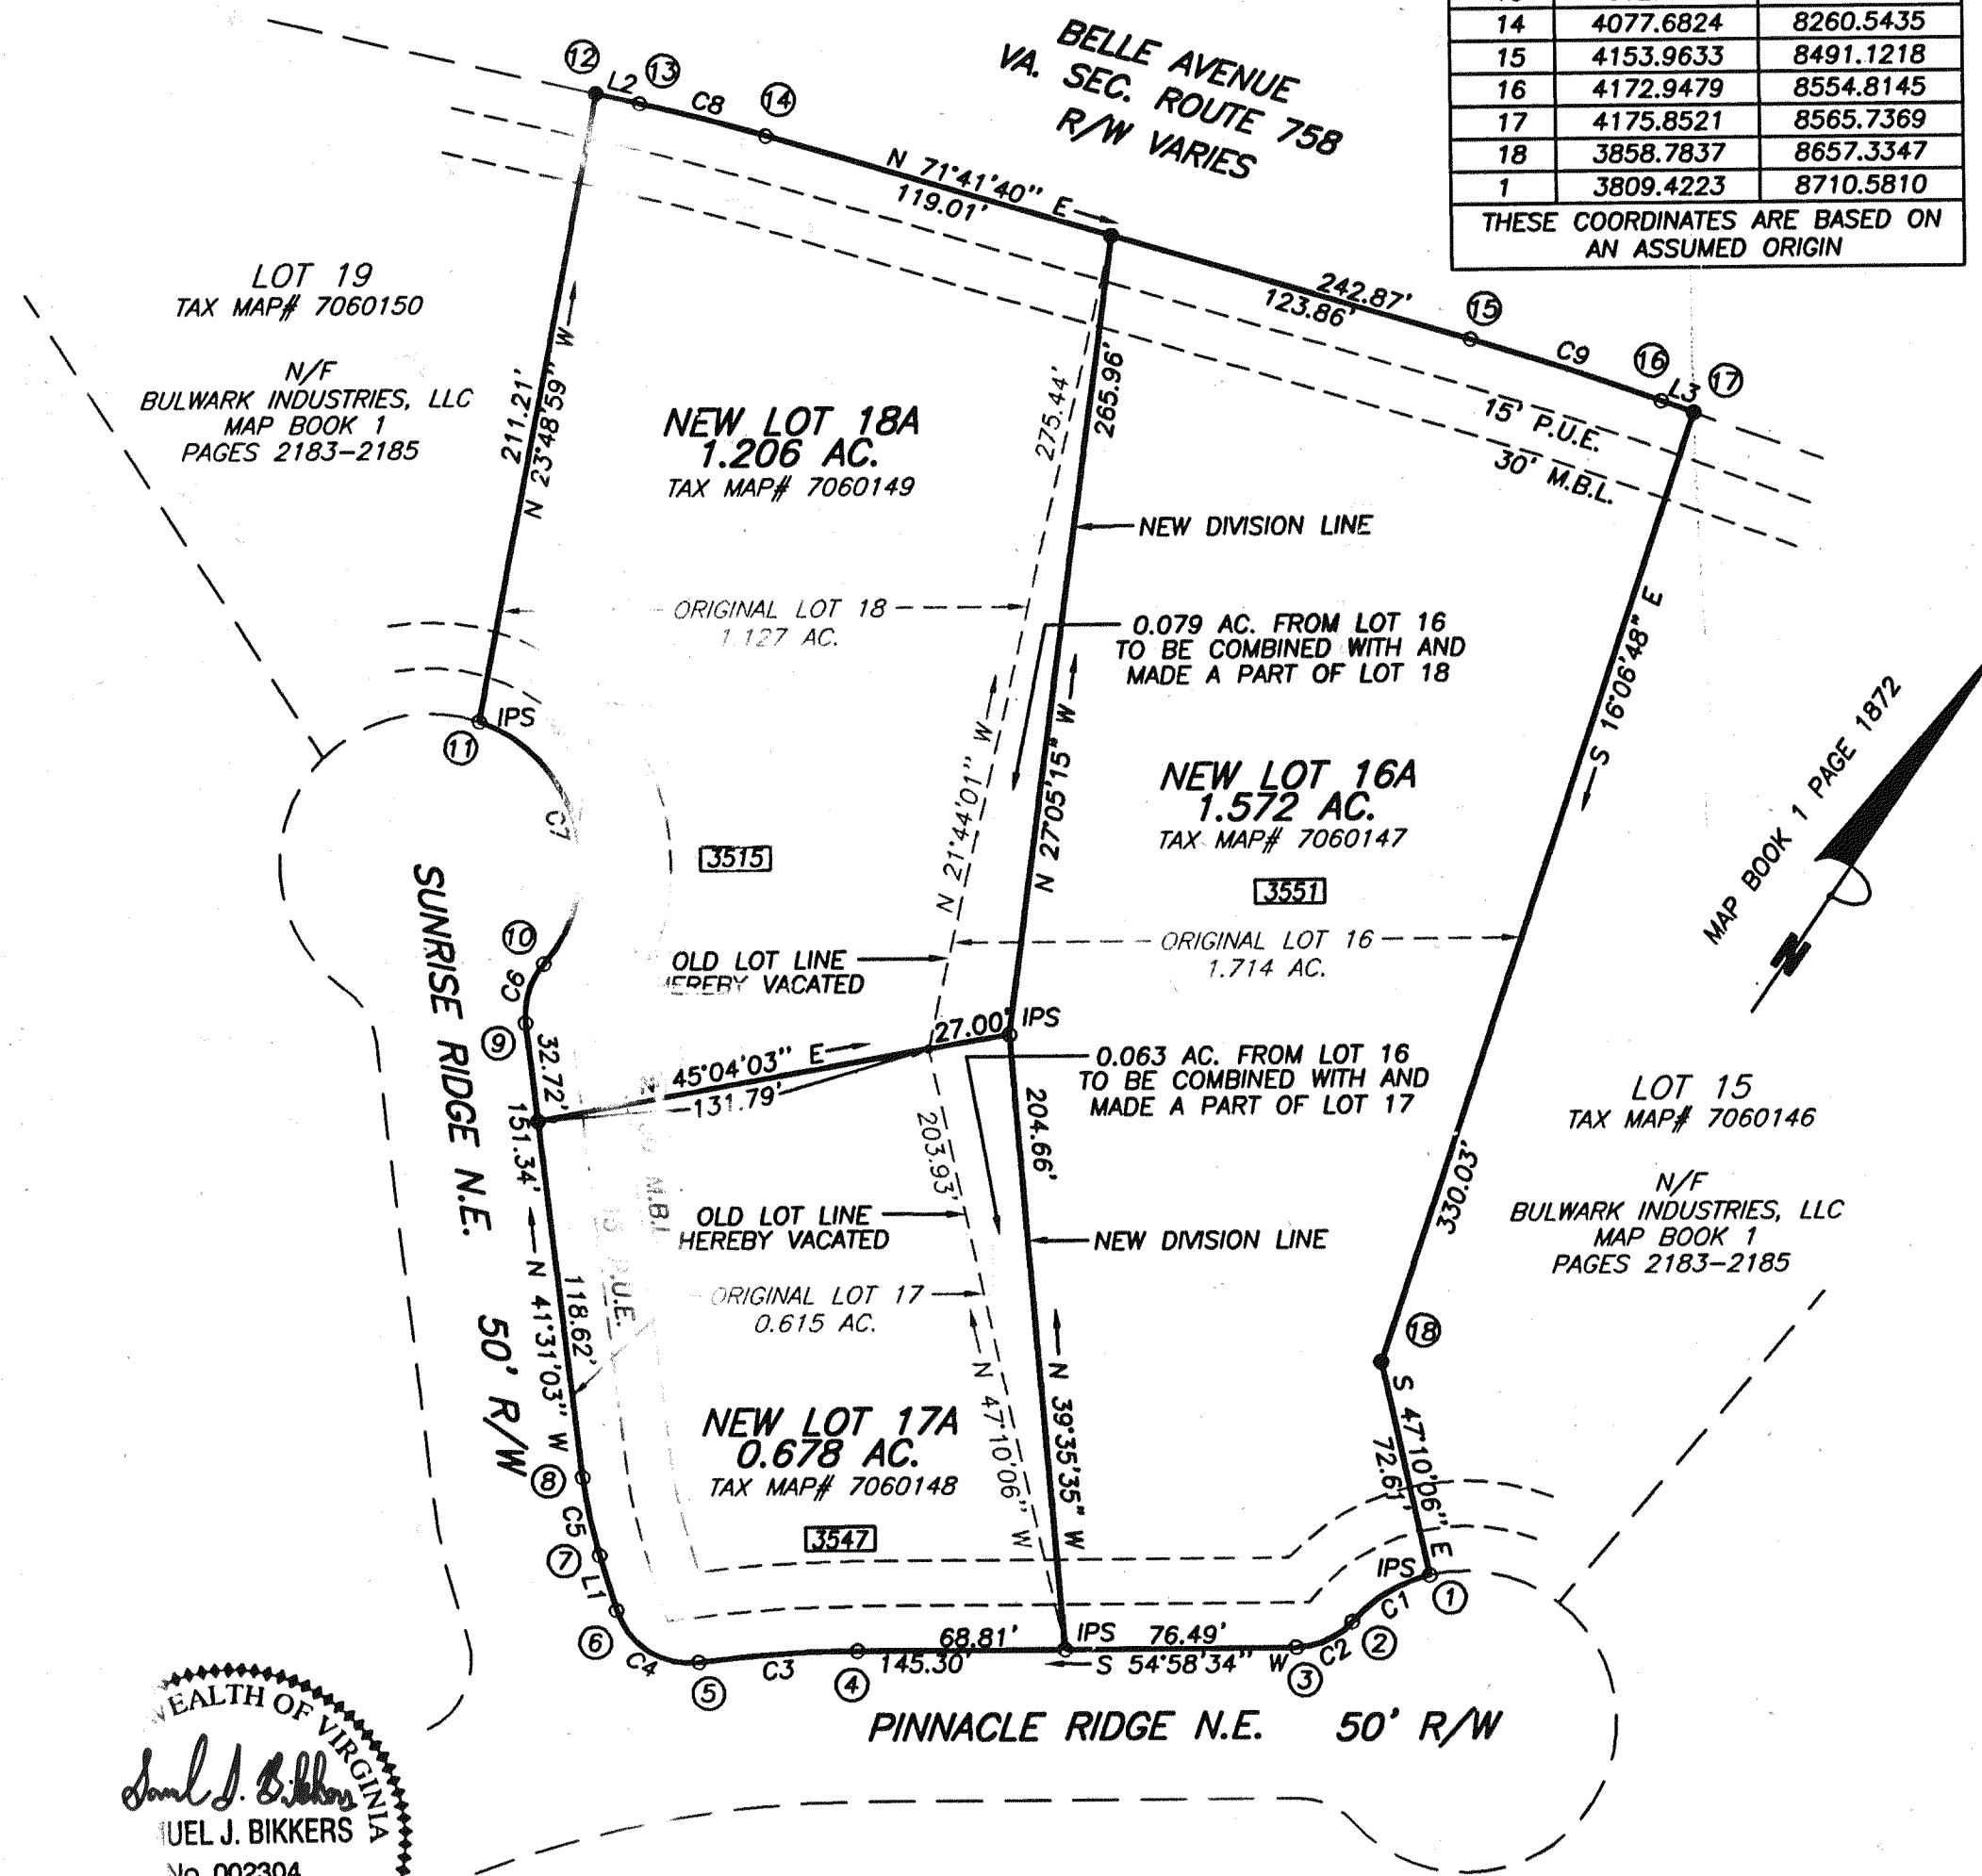 14 4077.6824 8260.5435
15 4153.9633 8491.1218
16 4172.9479 8554.8145
17 4175.8521 8565.7369
18 3858.7837 8657.3347
1 3809.4223 8710.5810
THESE COORDINATES ARE BASED ON
AN ASSUMED ORIGIN
BELLE AVENUE
VA. SEC. ROUTE 758
R/W VARIES
12
L2
13
C8
14
N 71°41'40" E
119.01'
242.87'
123.86'
15
C9
16
L3
17
15' P.U.E.
30' M.B.L.
LOT 19
TAX MAP# 7060150
N/F
BULWARK INDUSTRIES, LLC
MAP BOOK 1
PAGES 2183-2185
211.21'
N 23°48'59" W
NEW LOT 18A
1.206 AC.
TAX MAP# 7060149
275.44'
265.96'
NEW DIVISION LINE
ORIGINAL LOT 18
1.127 AC.
0.079 AC. FROM LOT 16
TO BE COMBINED WITH AND
MADE A PART OF LOT 18
S 16°06'48" E
MAP BOOK 1 PAGE 1872
N
IPS
11
C7
N 21°44'01" W
N 27°05'15" W
NEW LOT 16A
1.572 AC.
TAX MAP# 7060147
3515
3551
ORIGINAL LOT 16
1.714 AC.
10
C6
OLD LOT LINE
HEREBY VACATED
9
32.72'
27.00'
IPS
45°04'03" E
131.79'
0.063 AC. FROM LOT 16
TO BE COMBINED WITH AND
MADE A PART OF LOT 17
LOT 15
TAX MAP# 7060146
N/F
BULWARK INDUSTRIES, LLC
MAP BOOK 1
PAGES 2183-2185
SUNRISE RIDGE N.E. 50' R/W
151.34'
203.93'
204.66'
330.03'
M.B.L.
15' P.U.E.
OLD LOT LINE
HEREBY VACATED
NEW DIVISION LINE
ORIGINAL LOT 17
0.615 AC.
118.62'
N 41°31'03" W
N 47°10'06" W
N 39°35'35" W
18
S 47°10'06" E
72.61'
NEW LOT 17A
0.678 AC.
TAX MAP# 7060148
3547
8
C5
7
L1
6
C4
5
C3
4
68.81'
145.30'
IPS
76.49'
S 54°58'34" W
3
C2
2
C1
IPS
1
PINNACLE RIDGE N.E. 50' R/W
WEALTH OF VIRGINIA
UEL J. BIKKERS
No. 002304